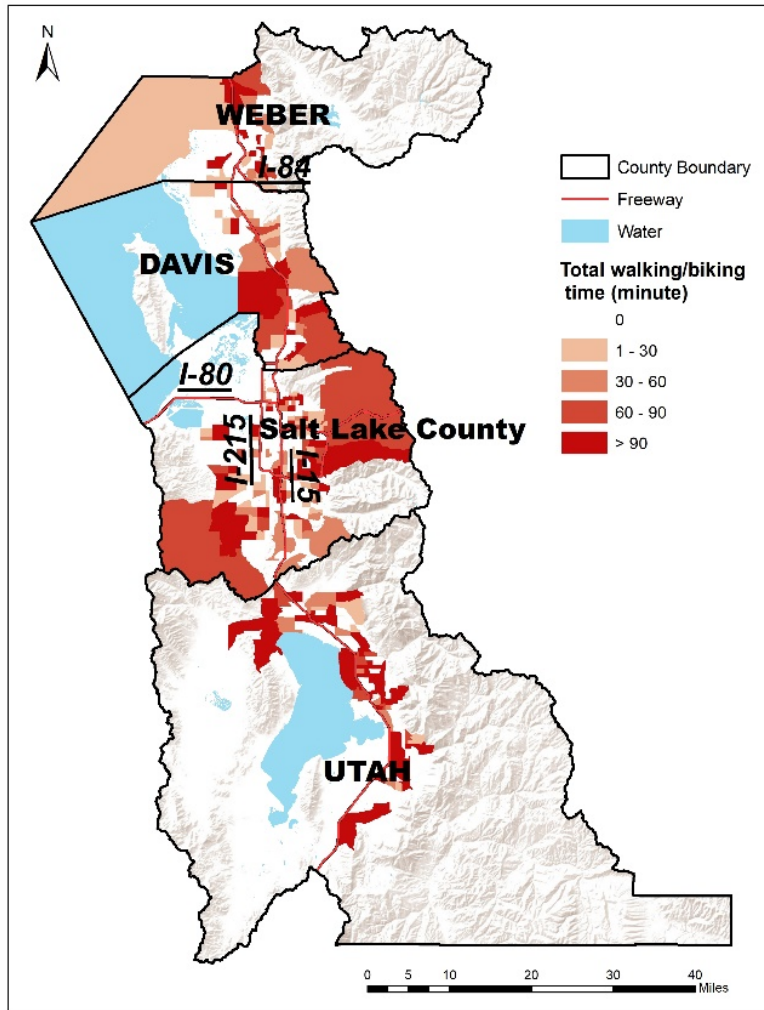 N
WEBER
I-84
DAVIS
I-80
I-215
Salt Lake County
I-15
UTAH
County Boundary
Freeway
Water
Total walking/biking
time (minute)
0
1 - 30
30 - 60
60 - 90
> 90
0 5 10 20 30 40
Miles